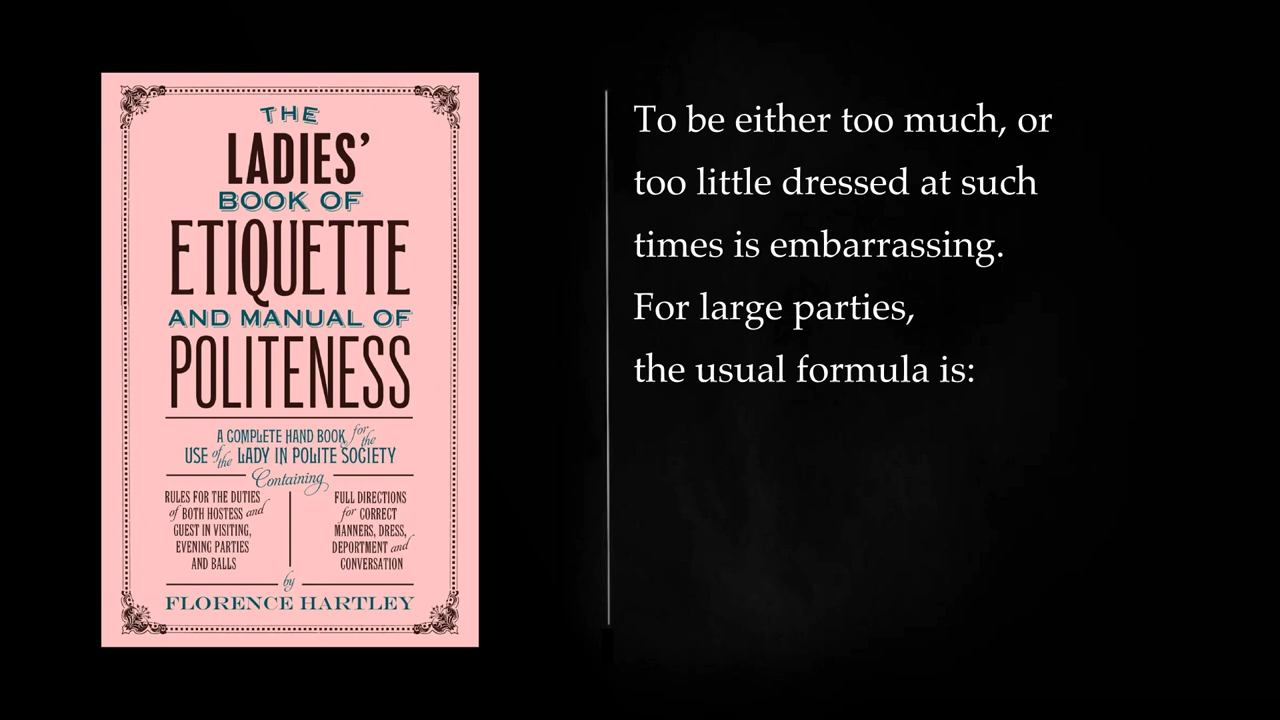 THE
LADIES'
BOOK OF
ETIQUETTE
AND MANUAL OF
POLITENESS
A COMPLETE HAND BOOK for the
USE of the LADY IN POLITE SOCIETY
Containing
RULES FOR THE DUTIES
of BOTH HOSTESS and
GUEST IN VISITING,
EVENING PARTIES
AND BALLS
FULL DIRECTIONS
for CORRECT
MANNERS, DRESS,
DEPORTMENT and
CONVERSATION
by
FLORENCE HARTLEY
To be either too much, or
too little dressed at such
times is embarrassing.
For large parties,
the usual formula is: